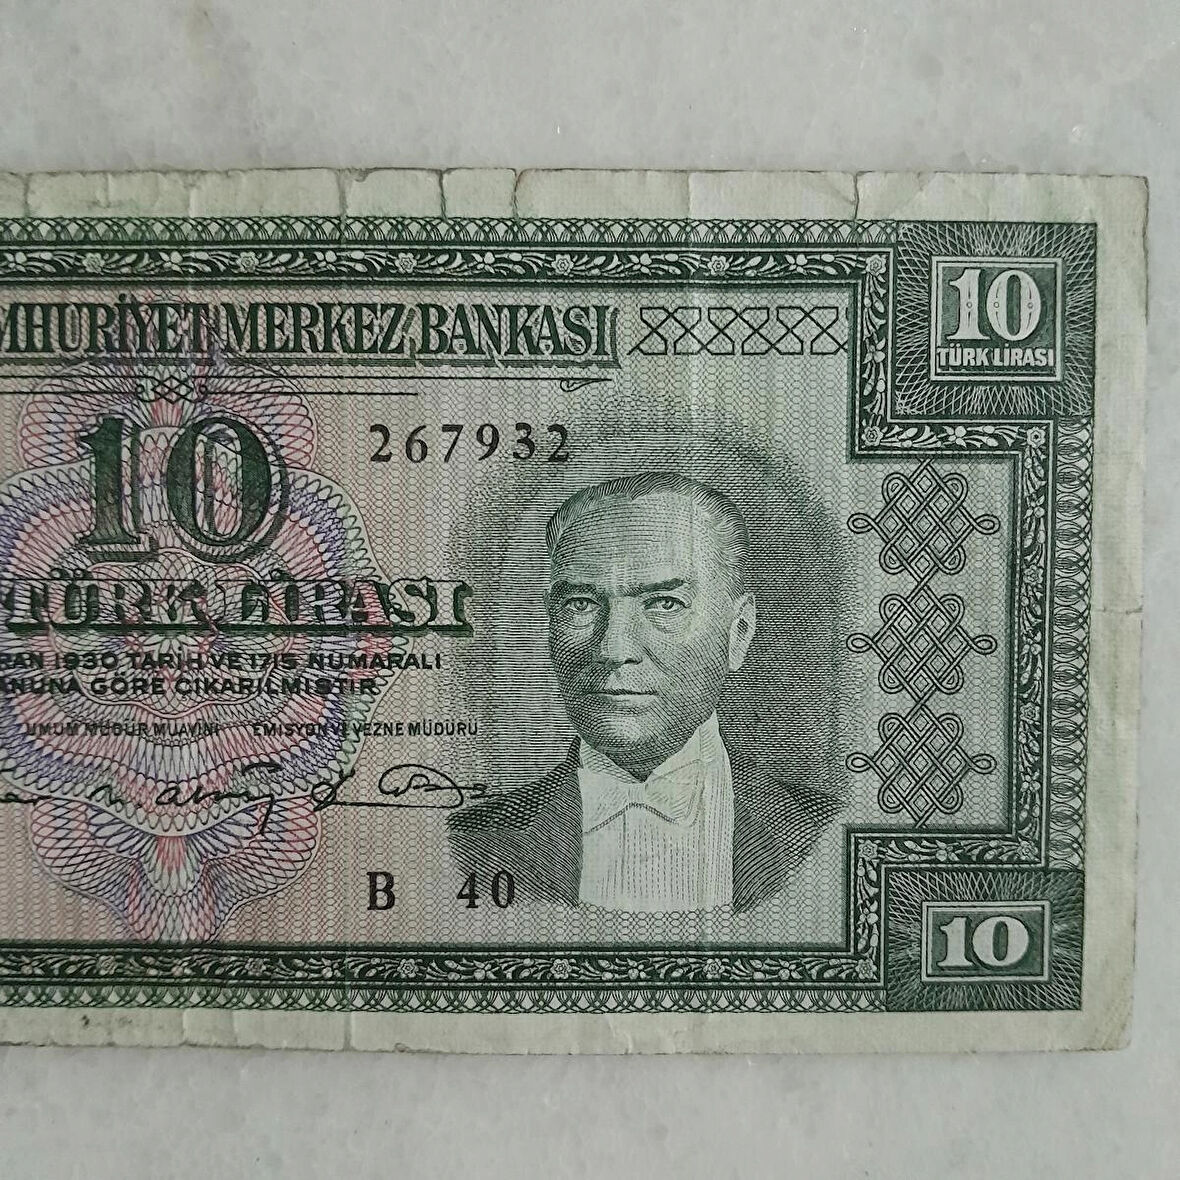 MHURİYET MERKEZ BANKASI
10
TÜRK LİRASI
10
267932
TÜRK LİRASI
RAN 1930 TARİH VE 1715 NUMARALI
ANUNA GÖRE ÇIKARILMIŞTIR
UMUM MÜDÜR MUAVİNİ EMİSYON VE VEZNE MÜDÜRÜ
B 40
10